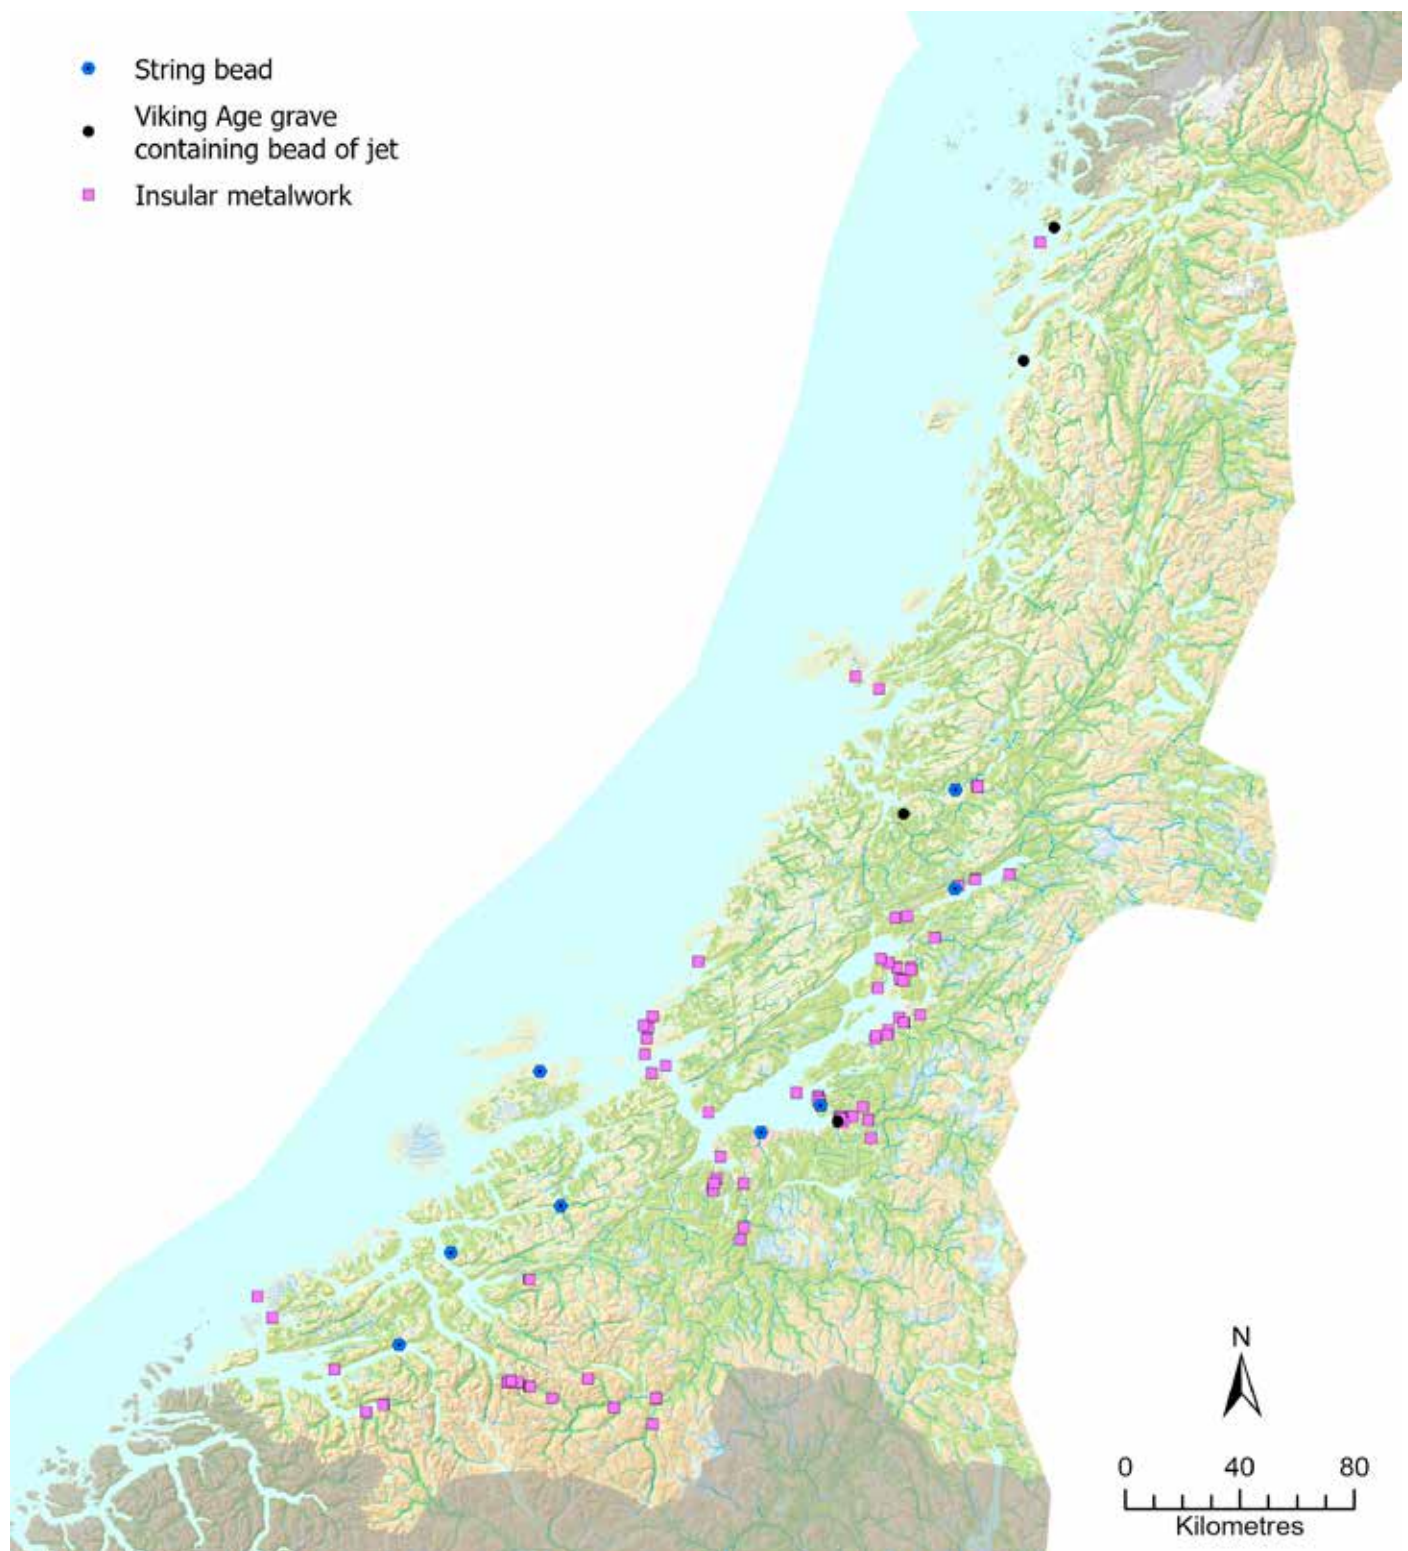 String bead
Viking Age grave
containing bead of jet
Insular metalwork
N
0 40 80
Kilometres